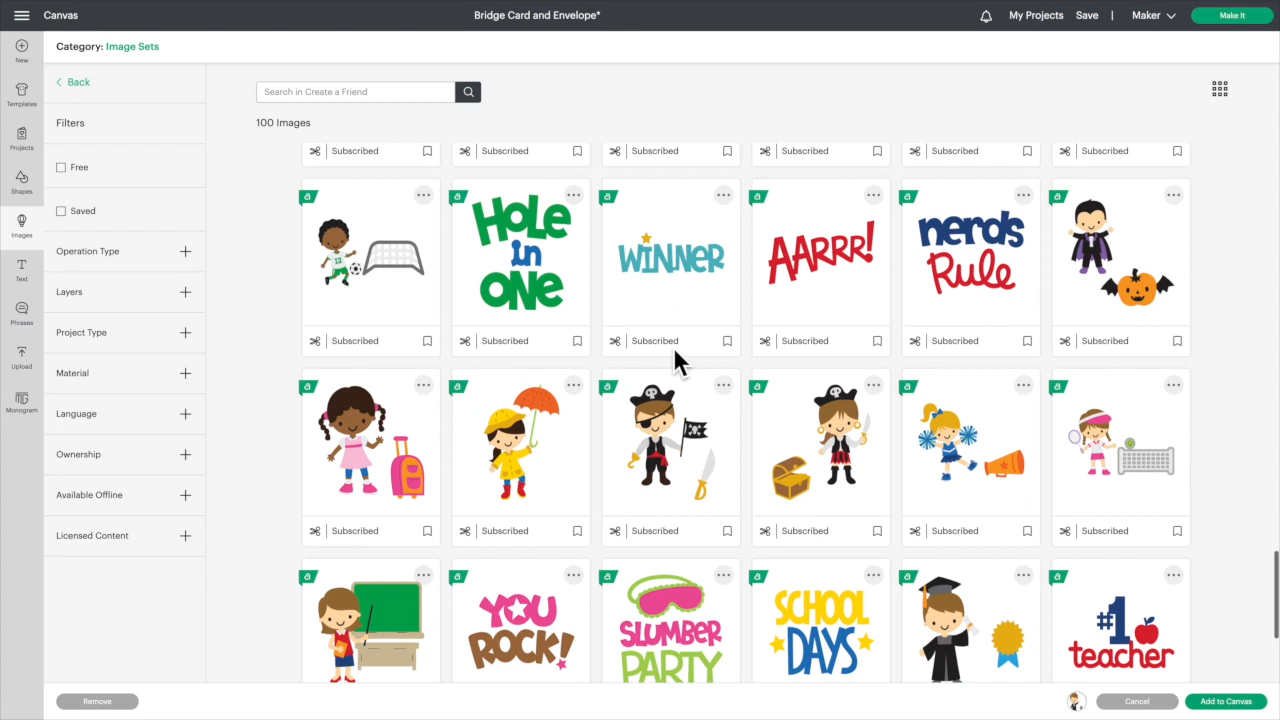 Canvas
Bridge Card and Envelope*
My Projects
Save
|
Maker
Make It
New
Templates
Projects
Shapes
Images
Text
Phrases
Upload
Monogram
Category: Image Sets
Back
Filters
Free
Saved
Operation Type
Layers
Project Type
Material
Language
Ownership
Available Offline
Licensed Content
Search in Create a Friend
100 Images
Subscribed
Subscribed
Subscribed
Subscribed
Subscribed
Subscribed
a
a
HOLE
in
ONE
a
WINNER
a
AARRR!
a
nerds
Rule
a
Subscribed
Subscribed
Subscribed
Subscribed
Subscribed
Subscribed
a
a
a
a
a
a
Subscribed
Subscribed
Subscribed
Subscribed
Subscribed
Subscribed
a
a
YOU
ROCK!
a
SLUMBER
PARTY
a
SCHOOL
DAYS
a
a
#1
teacher
Remove
Cancel
Add to Canvas